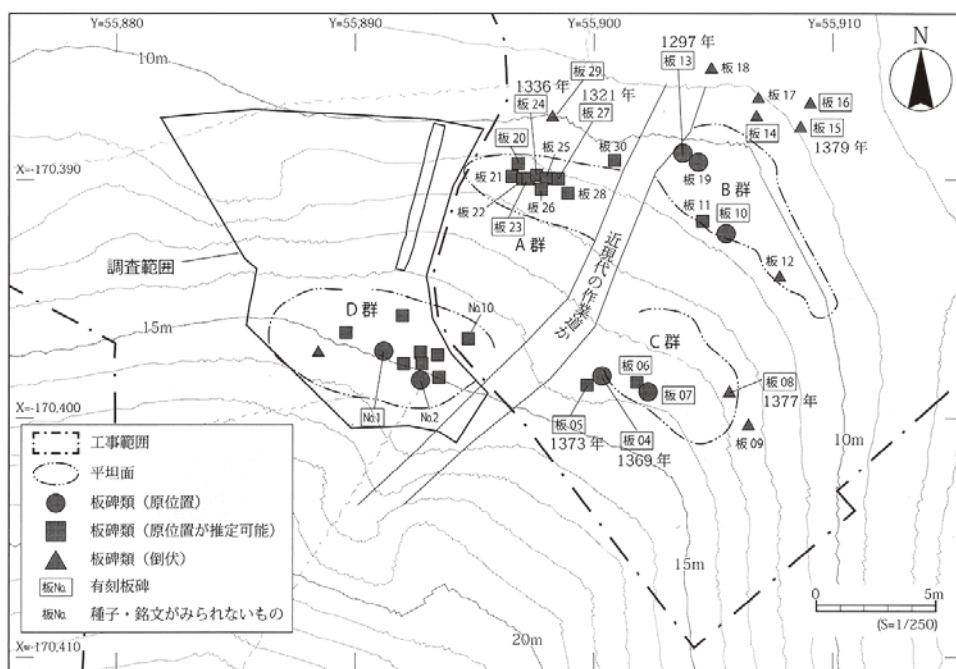 Y=55,880
Y=55,890
Y=55,900
Y=55,910
N
10m
1297年
板13
板18
板29
1336年
1321年
板24
板27
板17
板16
板14
板15
1379年
板20
板25
板30
X=-170,390
板21
板19
B群
板28
板11
板10
板22
板26
板23
A群
近現代の作業道か
調査範囲
板12
D群
No.10
15m
C群
板06
板07
板08
1377年
No.1
No.2
X=-170,400
板05
板04
板09
1373年
1369年
10m
工事範囲
平坦面
板碑類（原位置）
板碑類（原位置が推定可能）
板碑類（倒伏）
板No. 有刻板碑
板No. 種子・銘文がみられないもの
15m
0
5m
(S=1/250)
20m
X=-170,410